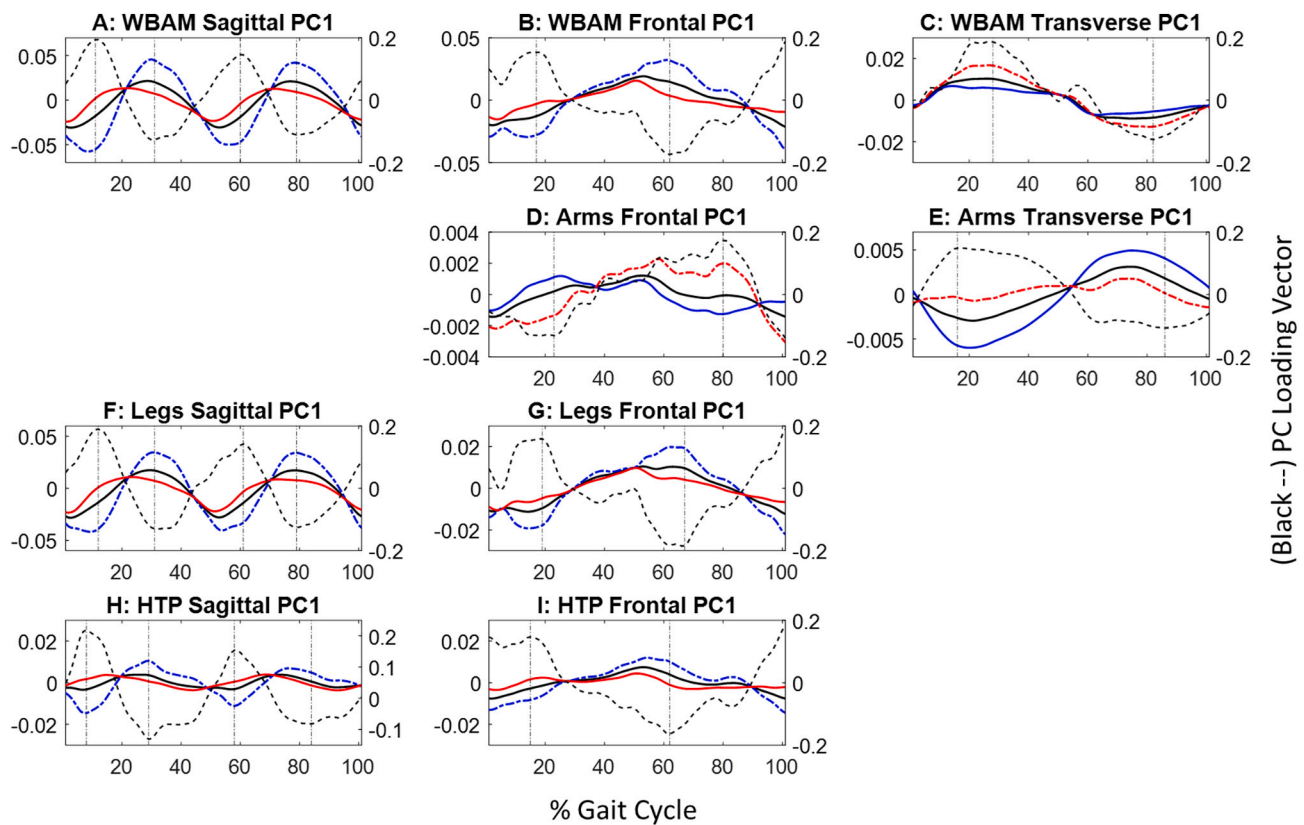 A: WBAM Sagittal PC1
B: WBAM Frontal PC1
C: WBAM Transverse PC1
0.05
0
-0.05
0.2
0
-0.2
20 40 60 80 100
0.05
0
0.05
0.2
0
-0.2
20 40 60 80 100
0.02
0
-0.02
0.2
0
-0.2
20 40 60 80 100
D: Arms Frontal PC1
E: Arms Transverse PC1
0.004
0.002
0
-0.002
-0.004
0.2
0
-0.2
20 40 60 80 100
0.005
0
-0.005
0.2
0
-0.2
20 40 60 80 100
F: Legs Sagittal PC1
G: Legs Frontal PC1
0.05
0
-0.05
0.2
0
-0.2
20 40 60 80 100
0.02
0
-0.02
0.2
0
-0.2
20 40 60 80 100
H: HTP Sagittal PC1
I: HTP Frontal PC1
0.02
0
-0.02
0.2
0.1
0
-0.1
20 40 60 80 100
0.02
0
-0.02
0.2
0
-0.2
20 40 60 80 100
% Gait Cycle
(Black --) PC Loading Vector